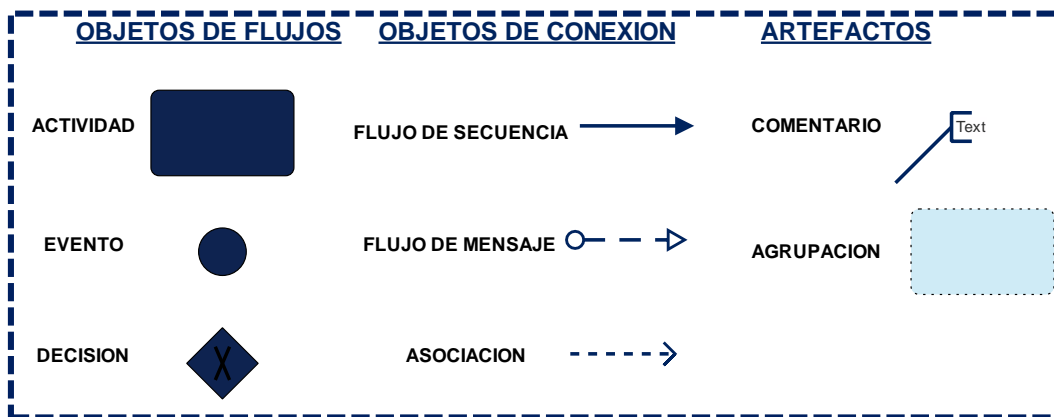 OBJETOS DE FLUJOS
OBJETOS DE CONEXION
ARTEFACTOS
ACTIVIDAD
FLUJO DE SECUENCIA
COMENTARIO
Text
EVENTO
FLUJO DE MENSAJE
AGRUPACION
DECISION
X
ASOCIACION